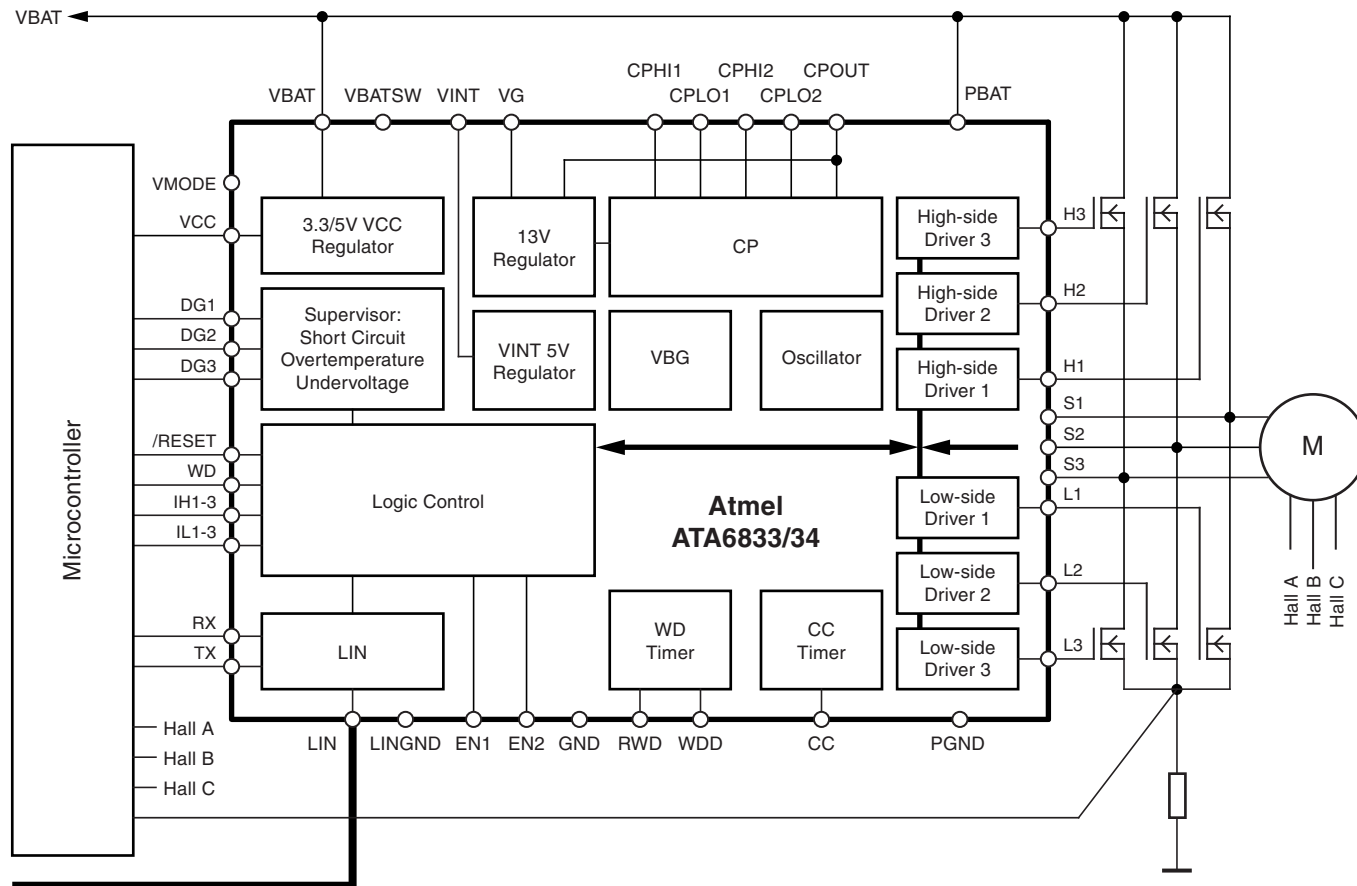 VBAT
CPHI1
CPHI2
CPOUT
VBAT
VBATSW
VINT
VG
CPLO1
CPLO2
PBAT
VMODE
VCC
3.3/5V VCC
Regulator
13V
Regulator
CP
High-side
Driver 3
H3
DG1
DG2
DG3
Supervisor:
Short Circuit
Overtemperature
Undervoltage
VINT 5V
Regulator
VBG
Oscillator
High-side
Driver 2
H2
High-side
Driver 1
H1
S1
S2
S3
M
Microcontroller
/RESET
WD
IH1-3
IL1-3
Logic Control
Atmel
ATA6833/34
Low-side
Driver 1
L1
Low-side
Driver 2
L2
Low-side
Driver 3
L3
Hall A
Hall B
Hall C
RX
TX
LIN
WD
Timer
CC
Timer
Hall A
Hall B
Hall C
LIN
LINGND
EN1
EN2
GND
RWD
WDD
CC
PGND